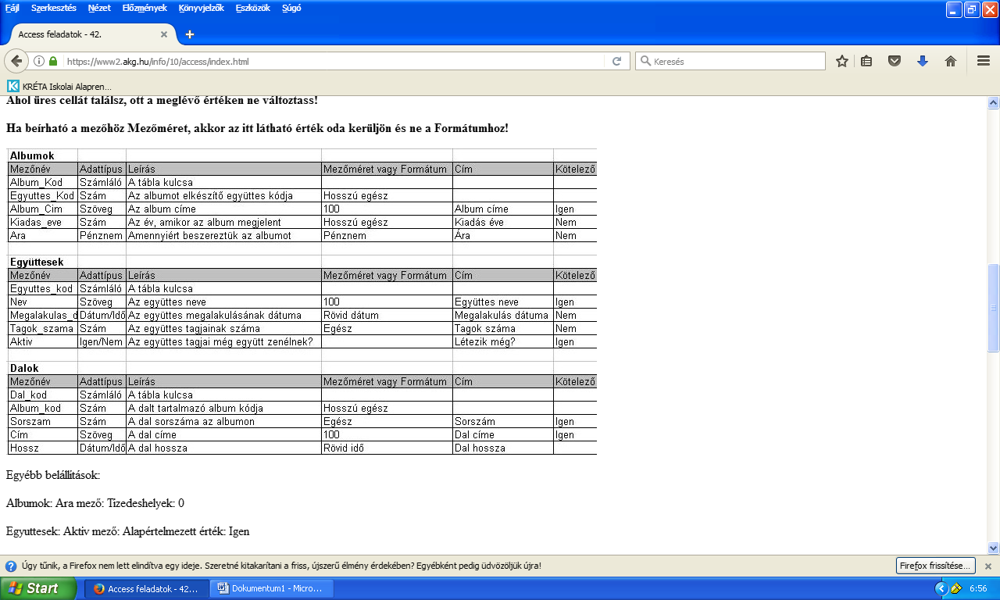 Fájl Szerkesztés Nézet Előzmények Könyvjelzők Eszközök Súgó
Access feladatok - 42.
https://www2.akg.hu/info/10/access/index.html Keresés
KRÉTA Iskolai Alapren...
Ahol üres cellát találsz, ott a meglévő értéken ne változtass!
Ha beírható a mezőhöz Mezőméret, akkor az itt látható érték oda kerüljön és ne a Formátumhoz!
Albumok
Mezőnév Adattípus Leírás Mezőméret vagy Formátum Cím Kötelező
Album_Kod Számláló A tábla kulcsa
Egyuttes_Kod Szám Az albumot elkészítő együttes kódja Hosszú egész
Album_Cim Szöveg Az album címe 100 Album címe Igen
Kiadas_eve Szám Az év, amikor az album megjelent Hosszú egész Kiadás éve Nem
Ara Pénznem Amennyiért beszereztük az albumot Pénznem Ára Nem
Együttesek
Mezőnév Adattípus Leírás Mezőméret vagy Formátum Cím Kötelező
Egyuttes_kod Számláló A tábla kulcsa
Nev Szöveg Az együttes neve 100 Együttes neve Igen
Megalakulas_d Dátum/Idő Az együttes megalakulásának dátuma Rövid dátum Megalakulás dátuma Nem
Tagok_szama Szám Az együttes tagjainak száma Egész Tagok száma Nem
Aktiv Igen/Nem Az együttes tagjai még együtt zenélnek? Létezik még? Igen
Dalok
Mezőnév Adattípus Leírás Mezőméret vagy Formátum Cím Kötelező
Dal_kod Számláló A tábla kulcsa
Album_kod Szám A dalt tartalmazó album kódja Hosszú egész
Sorszam Szám A dal sorszáma az albumon Egész Sorszám Igen
Cím Szöveg A dal címe 100 Dal címe Igen
Hossz Dátum/Idő A dal hossza Rövid idő Dal hossza
Egyébb belállitások:
Albumok: Ara mező: Tizedeshelyek: 0
Egyuttesek: Aktív mező: Alapértelmezett érték: Igen
Úgy tűnik, a Firefox nem lett elindítva egy ideje. Szeretné kitakarítani a friss, újszerű élmény érdekében? Egyébként pedig üdvözöljük újra! Firefox frissítése...
Start Access feladatok - 42... Dokumentum1 - Micro... 6:56